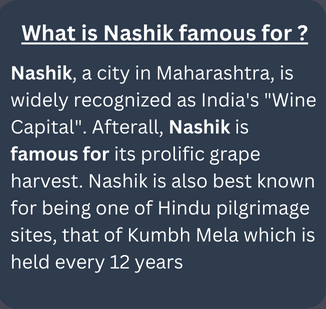 What is Nashik famous for ?
Nashik, a city in Maharashtra, is
widely recognized as India's "Wine
Capital". Afterall, Nashik is
famous for its prolific grape
harvest. Nashik is also best known
for being one of Hindu pilgrimage
sites, that of Kumbh Mela which is
held every 12 years